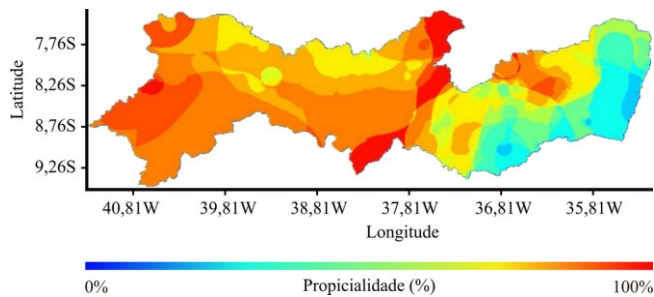 Latitude
7,76S
8,26S
8,76S
9,26S
40,81W 39,81W 38,81W 37,81W 36,81W 35,81W
Longitude
0% Propicialidade (%) 100%